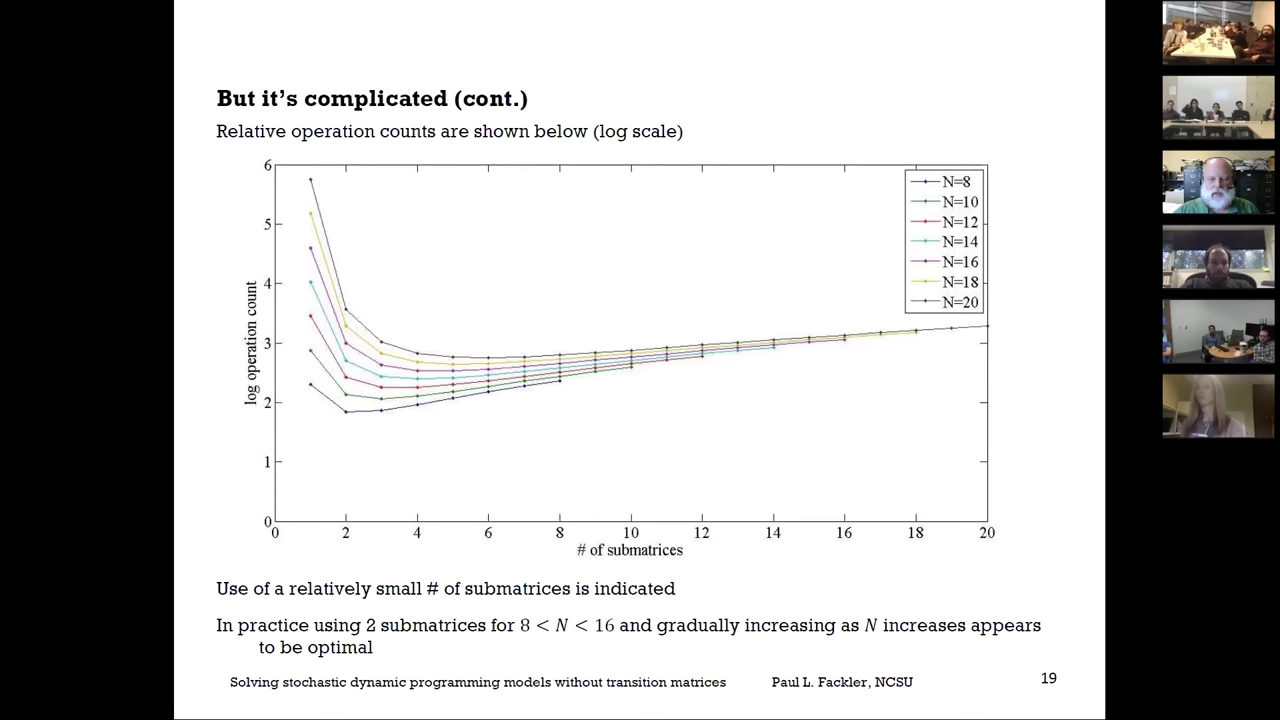 But it's complicated (cont.)
Relative operation counts are shown below (log scale)
6
5
4
3
2
1
0
log operation count
N=8
N=10
N=12
N=14
N=16
N=18
N=20
0 2 4 6 8 10 12 14 16 18 20
# of submatrices
Use of a relatively small # of submatrices is indicated
In practice using 2 submatrices for 8 < N < 16 and gradually increasing as N increases appears
to be optimal
Solving stochastic dynamic programming models without transition matrices Paul L. Fackler, NCSU 19